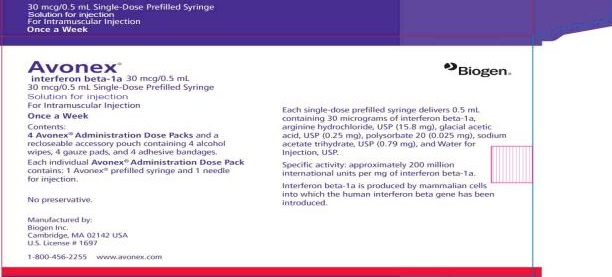 30 mcg/0.5 mL Single-Dose Prefilled Syringe
Solution for injection
For Intramuscular Injection
Once a Week
Avonex®
interferon beta-1a 30 mcg/0.5 mL
30 mcg/0.5 mL Single-Dose Prefilled Syringe
Solution for injection
For Intramuscular Injection
Once a Week
Contents:
4 Avonex® Administration Dose Packs and a
recloseable accessory pouch containing 4 alcohol
wipes, 4 gauze pads, and 4 adhesive bandages.
Each individual Avonex® Administration Dose Pack
contains: 1 Avonex® prefilled syringe and 1 needle
for injection.
No preservative.
Manufactured by:
Biogen Inc.
Cambridge, MA 02142 USA
U.S. License # 1697
1-800-456-2255 www.avonex.com
Biogen.
Each single-dose prefilled syringe delivers 0.5 mL
containing 30 micrograms of interferon beta-1a,
arginine hydrochloride, USP (15.8 mg), glacial acetic
acid, USP (0.25 mg), polysorbate 20 (0.025 mg), sodium
acetate trihydrate, USP (0.79 mg), and Water for
Injection, USP.
Specific activity: approximately 200 million
international units per mg of interferon beta-1a.
Interferon beta-1a is produced by mammalian cells
into which the human interferon beta gene has been
introduced.